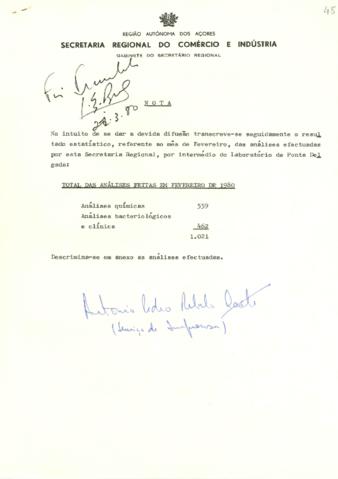 45
REGIÃO AUTÓNOMA DOS AÇORES
SECRETARIA REGIONAL DO COMÉRCIO E INDÚSTRIA
GABINETE DO SECRETÁRIO REGIONAL
Foi
22.3.80
N O T A
No intuito de se dar a devida difusão transcreve-se seguidamente o resul
tado estatístico, referente ao mês de Fevereiro, das análises efectuadas
por esta Secretaria Regional, por intermédio do Laboratório de Ponta Del
gada:
TOTAL DAS ANÁLISES FEITAS EM FEVEREIRO DE 1980
Análises químicas 559
Análises bacteriológicos
e clínica 462
1.021
Descrimina-se em anexo as análises efectuadas.
António Pedro Rebelo Costa
(Serviço de Imprensa)